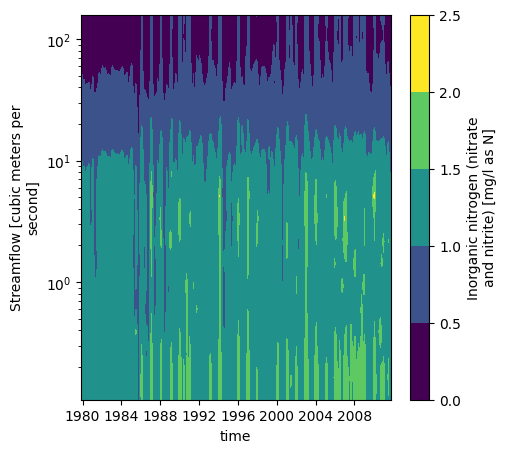 Streamflow [cubic meters per
second]
10²
10¹
10⁰
1980 1984 1988 1992 1996 2000 2004 2008
time
2.5
2.0
1.5
1.0
0.5
0.0
Inorganic nitrogen (nitrate
and nitrite) [mg/l as N]